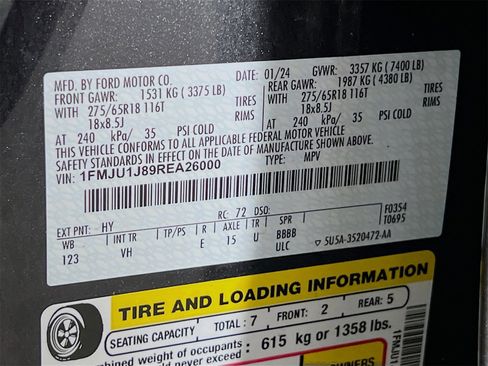 MFD. BY FORD MOTOR CO.
DATE: 01/24 GVWR: 3357 KG ( 7400 LB)
FRONT GAWR: 1531 KG ( 3375 LB) REAR GAWR: 1987 KG ( 4380 LB)
WITH 275/65R18 116T TIRES WITH 275/65R18 116T TIRES
18x8.5J RIMS 18x8.5J RIMS
AT 240 kPa/ 35 PSI COLD AT 240 kPa/ 35 PSI COLD
THIS VEHICLE CONFORMS TO ALL APPLICABLE FEDERAL MOTOR VEHICLE
SAFETY STANDARDS IN EFFECT ON THE DATE OF MANUFACTURE SHOWN ABOVE.
VIN: 1FMJU1J89REA26000 TYPE: MPV
F0354
T0695
EXT PNT: HY RC: 72 DSO:
WB INT TR TP/PS R AXLE TR SPR
123 VH E 15 U BBBB
ULC 5U5A-3520472-AA
TIRE AND LOADING INFORMATION
SEATING CAPACITY TOTAL: 7 FRONT: 2 REAR: 5
mbined weight of occupants
ld never exceed 615 kg or 1358 lbs.
OWNERS
1FMJU1